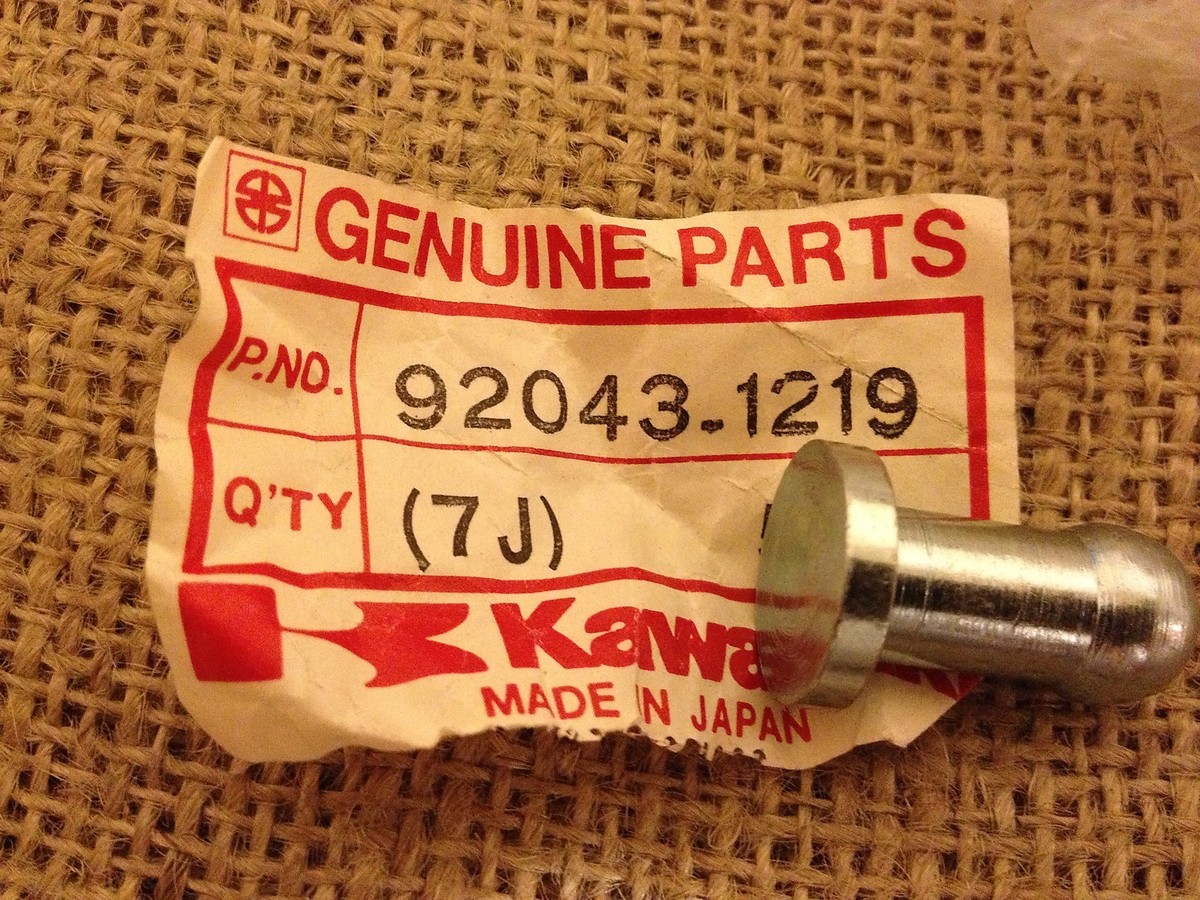 GENUINE PARTS
P.NO. 92043-1219
Q'TY (7J)
MADE IN JAPAN